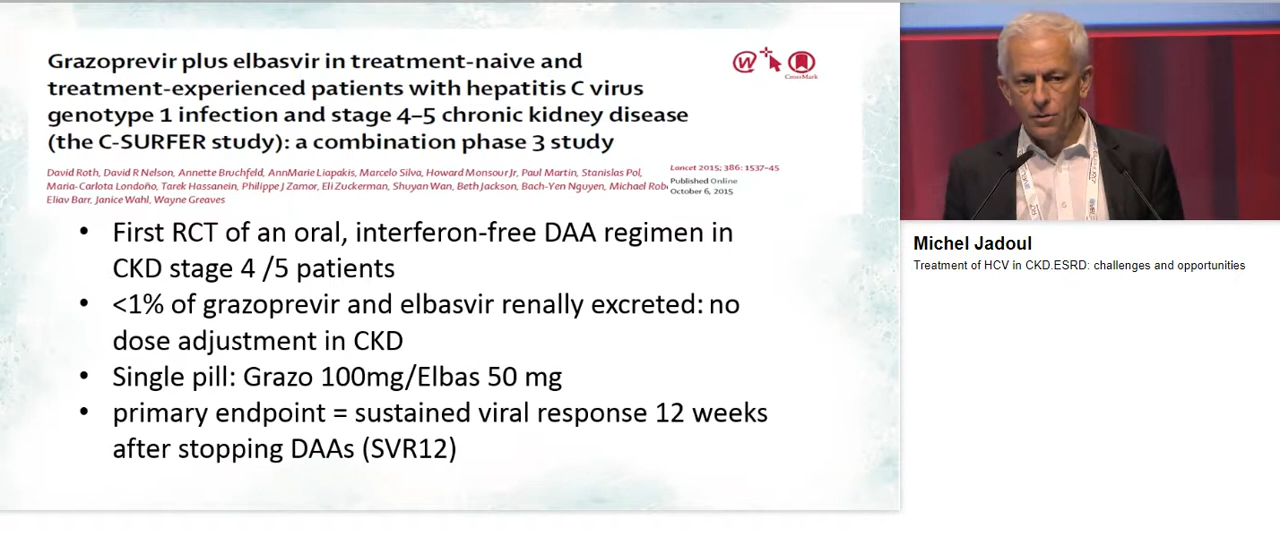 Grazoprevir plus elbasvir in treatment-naive and
treatment-experienced patients with hepatitis C virus
genotype 1 infection and stage 4–5 chronic kidney disease
(the C-SURFER study): a combination phase 3 study
W
CrossMark
David Roth, David R Nelson, Annette Bruchfeld, AnnMarie Liapakis, Marcelo Silva, Howard Monsour Jr, Paul Martin, Stanislas Pol,
Maria-Carlota Londoño, Tarek Hassanein, Philippe J Zamor, Eli Zuckerman, Shuyan Wan, Beth Jackson, Bach-Yen Nguyen, Michael Rob
Eliav Barr, Janice Wahl, Wayne Greaves
Lancet 2015; 386: 1537–45
Published Online
October 6, 2015
• First RCT of an oral, interferon-free DAA regimen in
CKD stage 4 /5 patients
• <1% of grazoprevir and elbasvir renally excreted: no
dose adjustment in CKD
• Single pill: Grazo 100mg/Elbas 50 mg
• primary endpoint = sustained viral response 12 weeks
after stopping DAAs (SVR12)
Michel Jadoul
Treatment of HCV in CKD.ESRD: challenges and opportunities